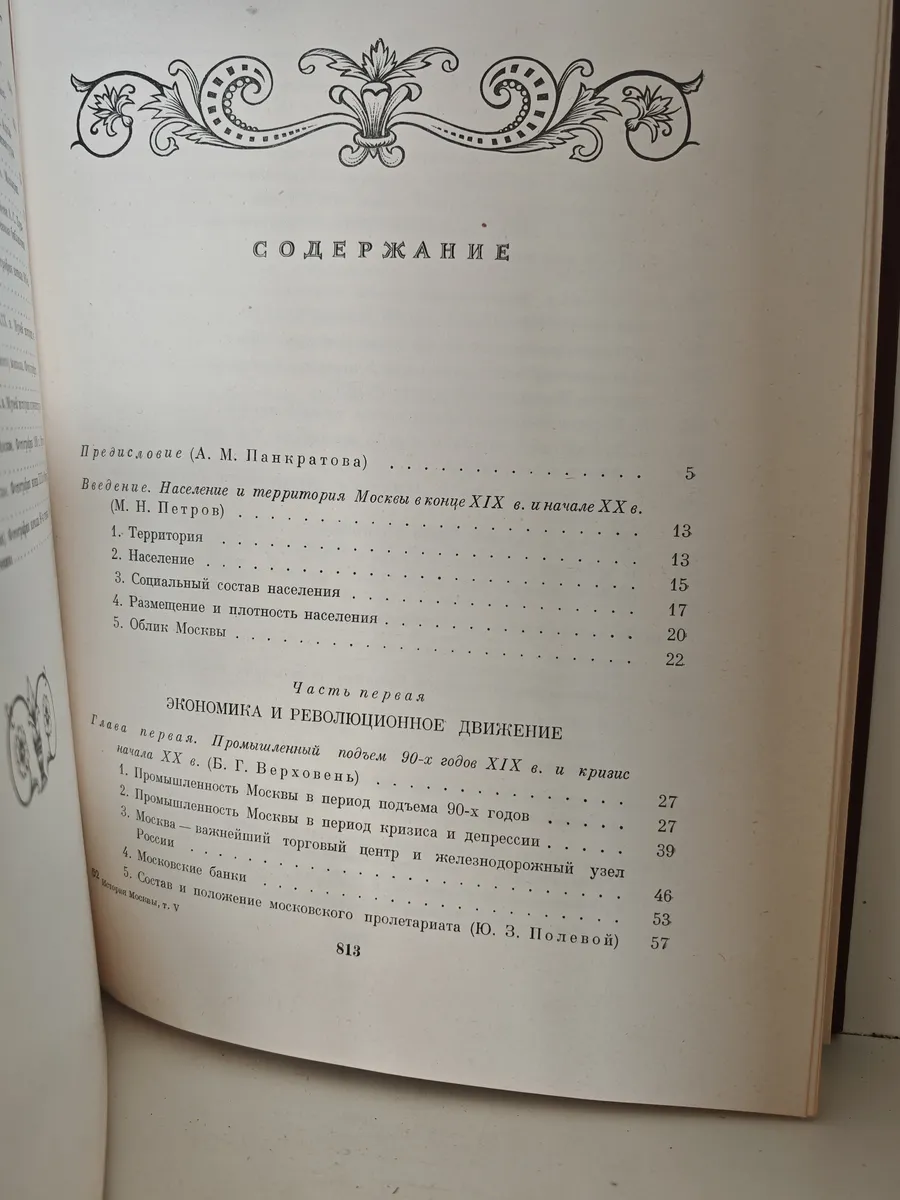 СОДЕРЖАНИЕ
Предисловие (А. М. Панкратова) . . . . . . . . . . . . . . 5
Введение. Население и территория Москвы в конце XIX в. и начале XX в.
(М. Н. Петров) . . . . . . . . . . . . . . . . . . . . 13
1. Территория . . . . . . . . . . . . . . . . . . . . 13
2. Население . . . . . . . . . . . . . . . . . . . . 15
3. Социальный состав населения . . . . . . . . . . . . . . 17
4. Размещение и плотность населения . . . . . . . . . . . . 20
5. Облик Москвы . . . . . . . . . . . . . . . . . . . 22
Часть первая
ЭКОНОМИКА И РЕВОЛЮЦИОННОЕ ДВИЖЕНИЕ
Глава первая. Промышленный подъем 90-х годов XIX в. и кризис
начала XX в. (Б. Г. Верховень) . . . . . . . . . . . . 27
1. Промышленность Москвы в период подъема 90-х годов . . . . . 27
2. Промышленность Москвы в период кризиса и депрессии . . . . . 39
3. Москва — важнейший торговый центр и железнодорожный узел
России . . . . . . . . . . . . . . . . . . . . 46
4. Московские банки . . . . . . . . . . . . . . . . . 53
5. Состав и положение московского пролетариата (Ю. З. Полевой) 57
История Москвы, т. V
813